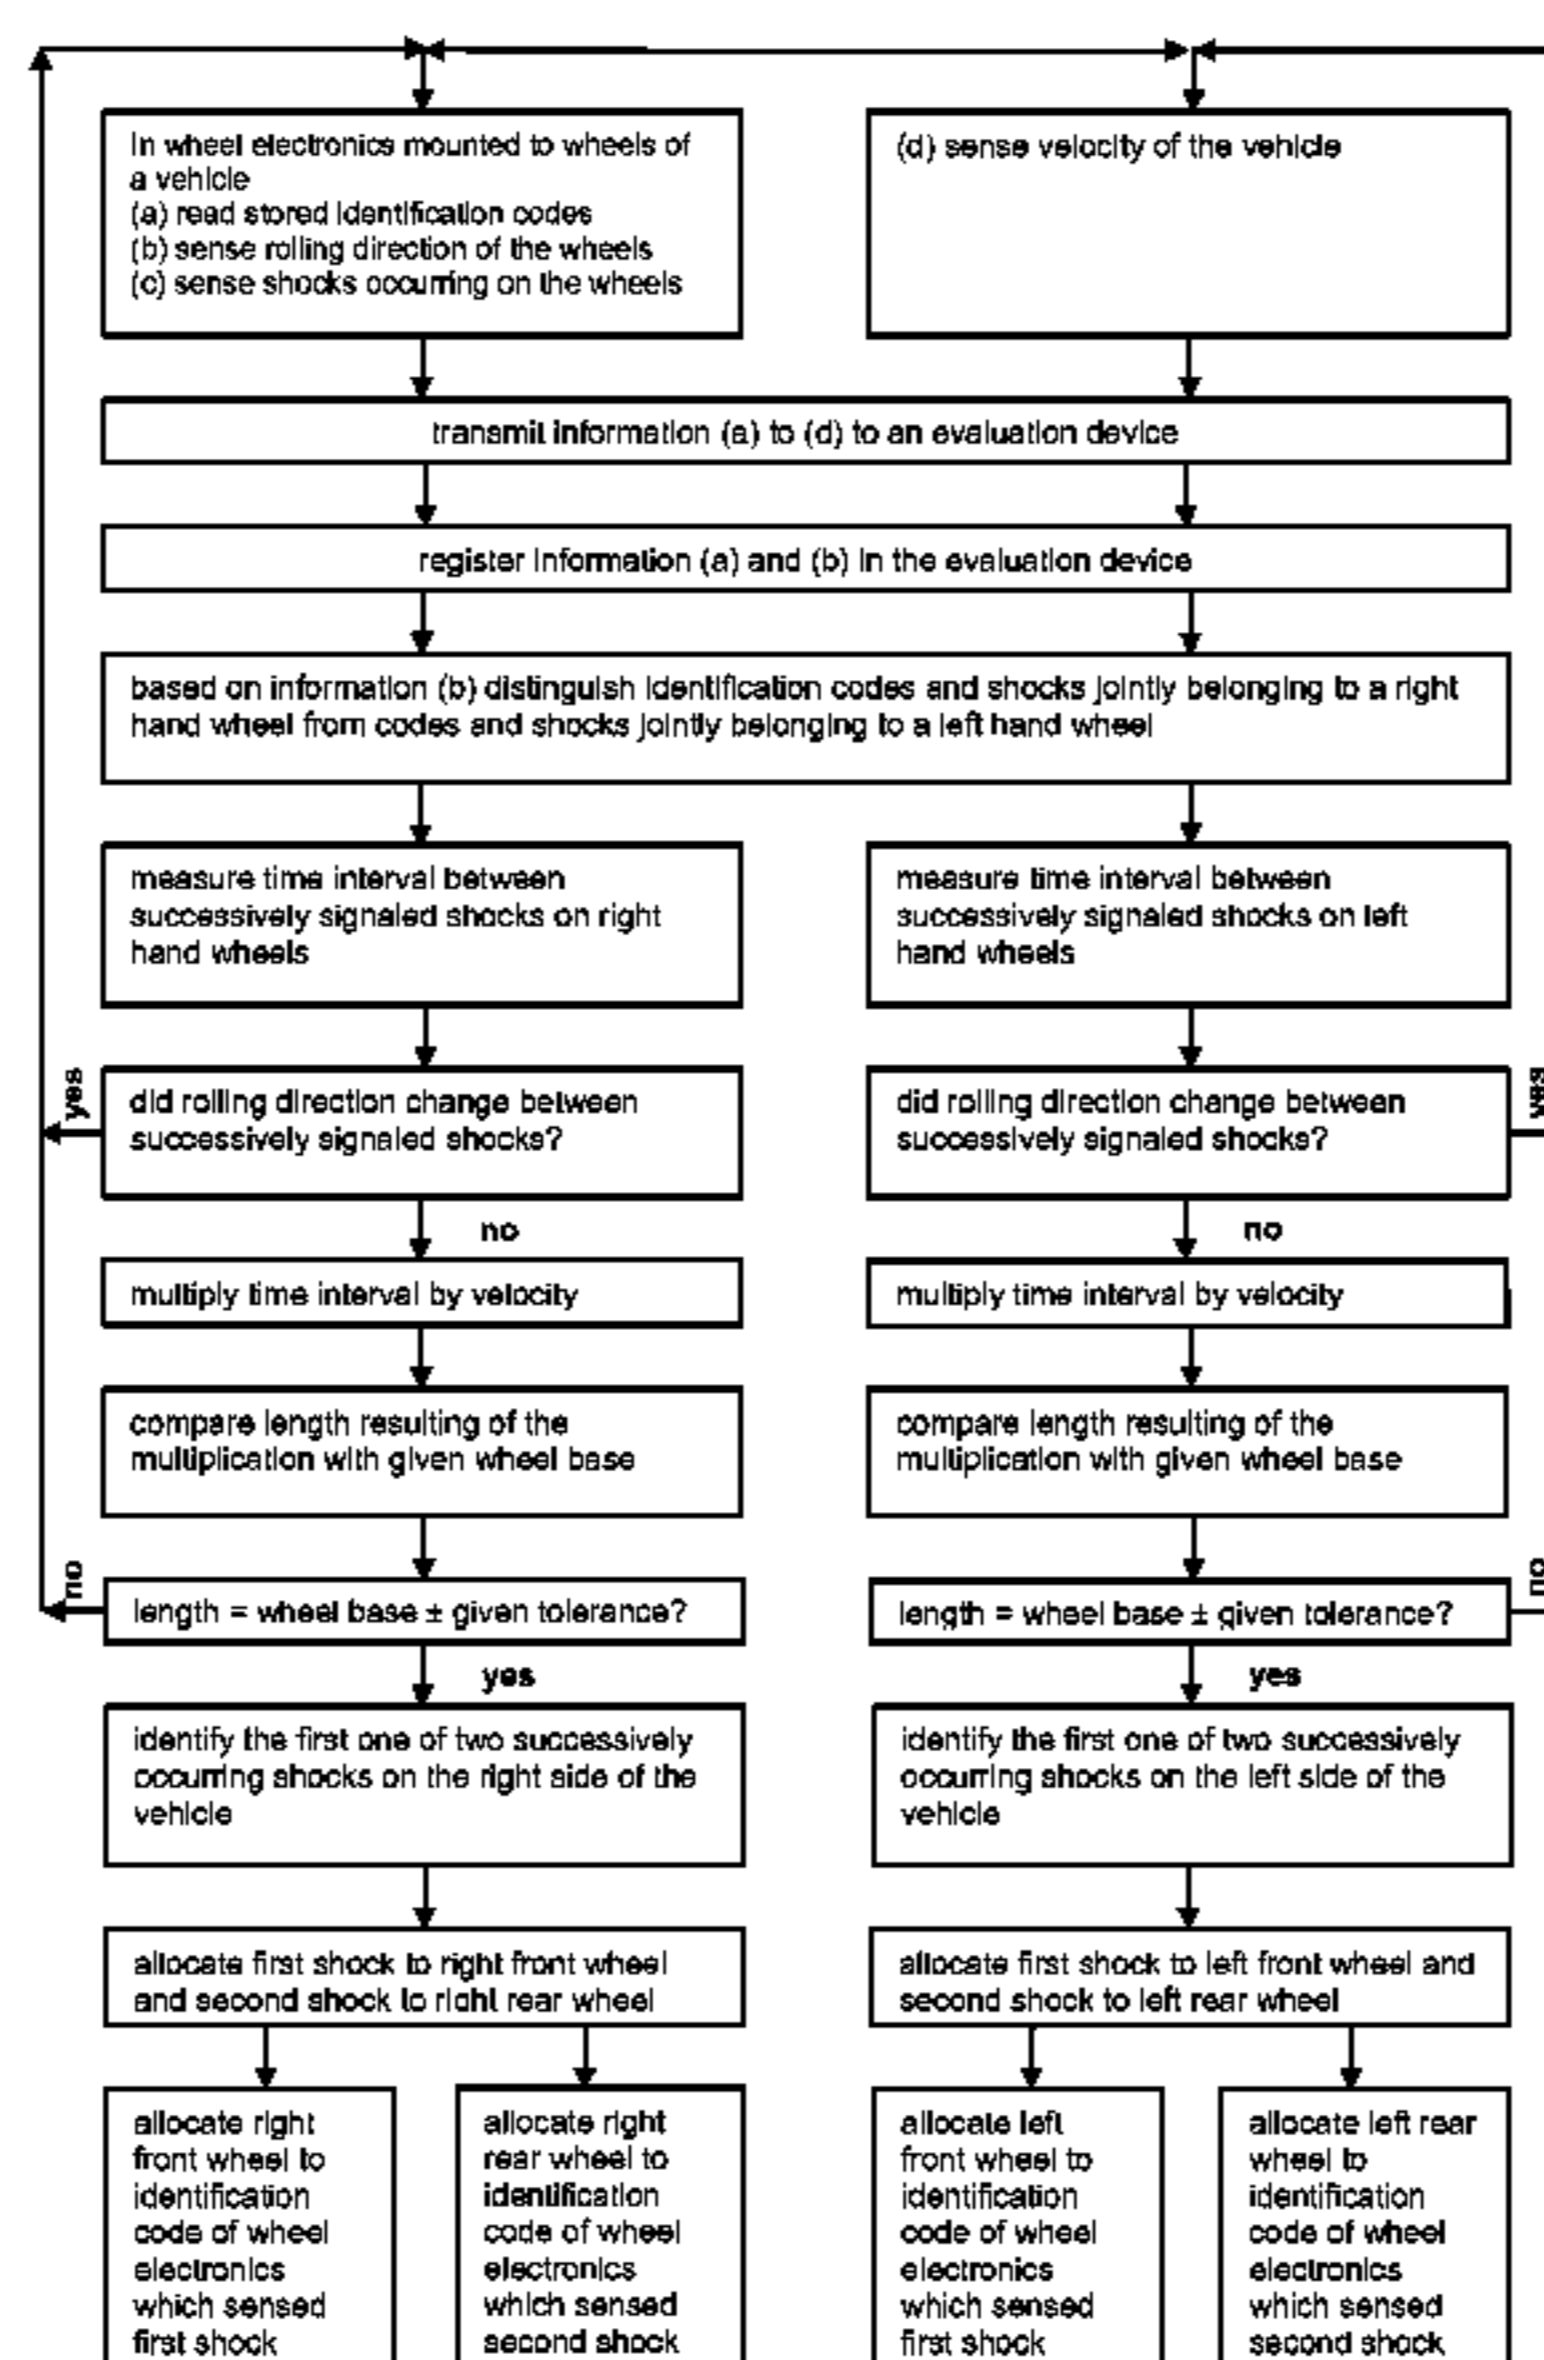 In wheel electronics mounted to wheels of
a vehicle
(a) read stored identification codes
(b) sense rolling direction of the wheels
(c) sense shocks occurring on the wheels
(d) sense velocity of the vehicle
transmit information (a) to (d) to an evaluation device
register information (a) and (b) in the evaluation device
based on information (b) distinguish identification codes and shocks jointly belonging to a right
hand wheel from codes and shocks jointly belonging to a left hand wheel
measure time interval between
successively signaled shocks on right
hand wheels
measure time interval between
successively signaled shocks on left
hand wheels
yes
did rolling direction change between
successively signaled shocks?
did rolling direction change between
successively signaled shocks?
yes
no
no
multiply time interval by velocity
multiply time interval by velocity
compare length resulting of the
multiplication with given wheel base
compare length resulting of the
multiplication with given wheel base
no
length = wheel base ± given tolerance?
length = wheel base ± given tolerance?
no
yes
yes
identify the first one of two successively
occurring shocks on the right side of the
vehicle
identify the first one of two successively
occurring shocks on the left side of the
vehicle
allocate first shock to right front wheel
and second shock to right rear wheel
allocate first shock to left front wheel and
second shock to left rear wheel
allocate right
front wheel to
identification
code of wheel
electronics
which sensed
first shock
allocate right
rear wheel to
identification
code of wheel
electronics
which sensed
second shock
allocate left
front wheel to
identification
code of wheel
electronics
which sensed
first shock
allocate left rear
wheel to
identification
code of wheel
electronics
which sensed
second shock